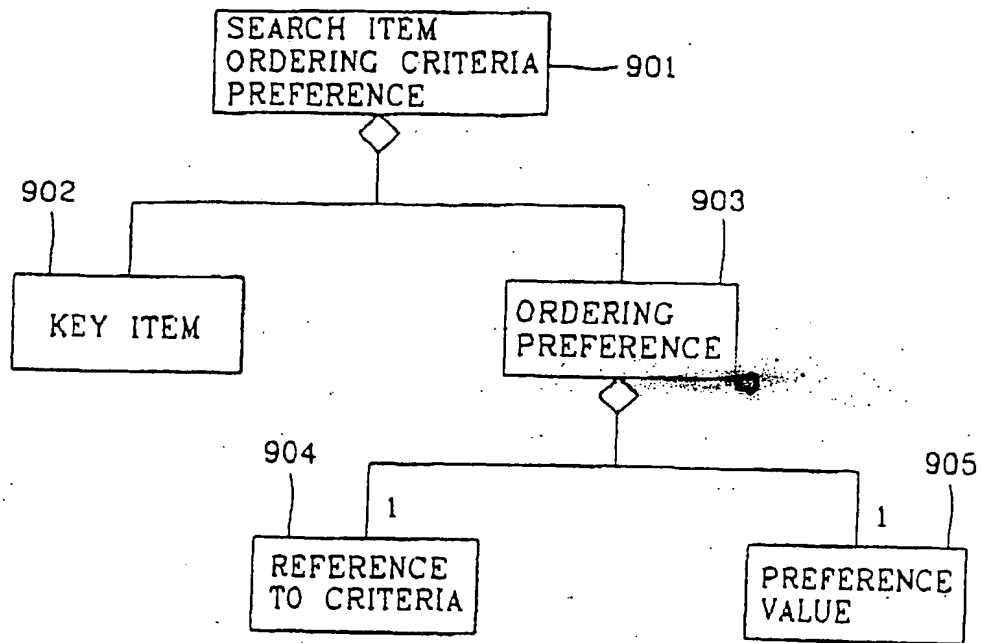 SEARCH ITEM
ORDERING CRITERIA
PREFERENCE
901
902
903
KEY ITEM
ORDERING
PREFERENCE
904
905
1
1
REFERENCE
TO CRITERIA
PREFERENCE
VALUE